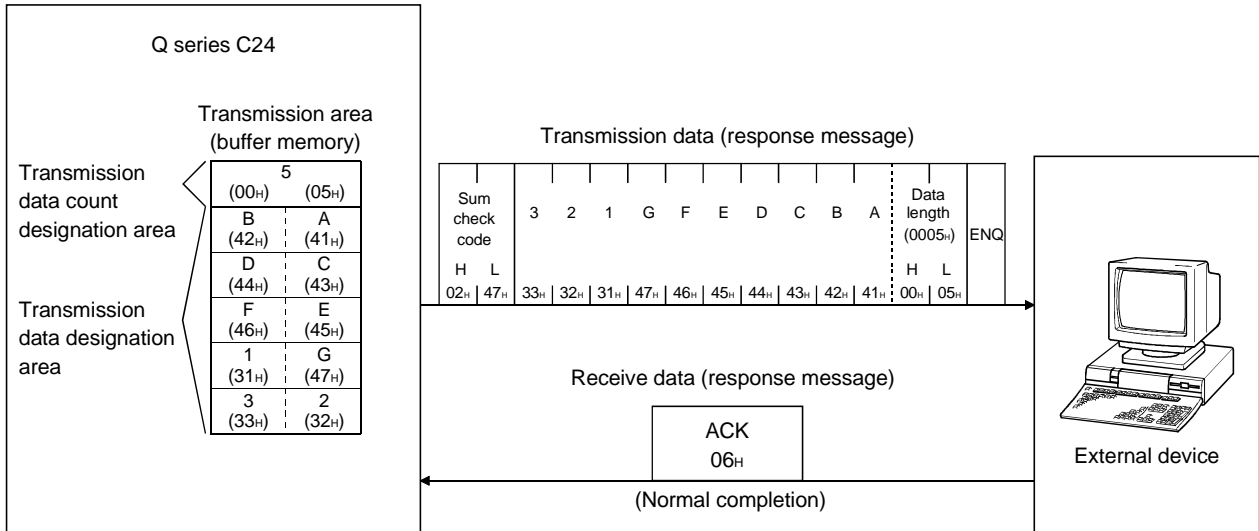 Q series C24
Transmission area
(buffer memory)
Transmission
data count
designation area
Transmission
data designation
area
5
(00H) (05H)
B A
(42H) (41H)
D C
(44H) (43H)
F E
(46H) (45H)
1 G
(31H) (47H)
3 2
(33H) (32H)
Transmission data (response message)
Sum
check
code
H L
02H 47H
3 2 1 G F E D C B A
33H 32H 31H 47H 46H 45H 44H 43H 42H 41H
Data
length
(0005H)
H L
00H 05H
ENQ
Receive data (response message)
ACK
06H
(Normal completion)
External device